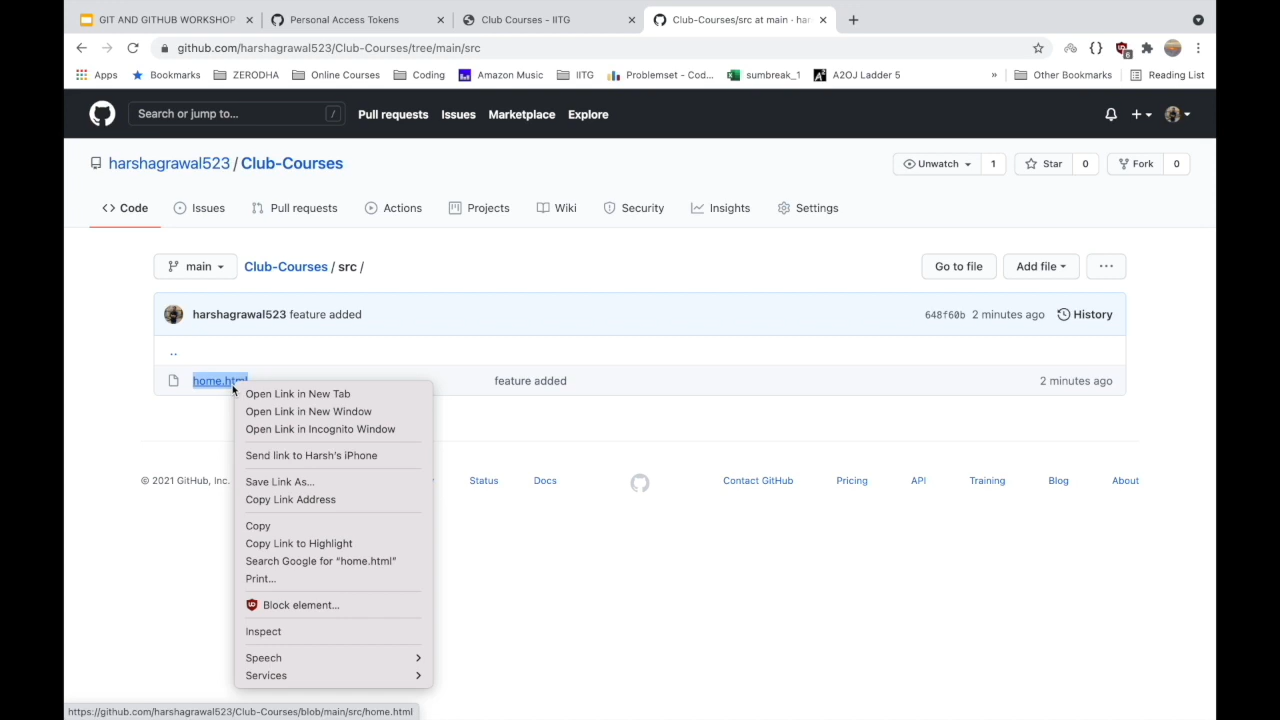 GIT AND GITHUB WORKSHOP
Personal Access Tokens
Club Courses - IITG
Club-Courses/src at main · har
github.com/harshagrawal523/Club-Courses/tree/main/src
Apps Bookmarks ZERODHA Online Courses Coding Amazon Music IITG Problemset - Cod... sumbreak_1 A2OJ Ladder 5 » Other Bookmarks Reading List
Search or jump to... / Pull requests Issues Marketplace Explore
harshagrawal523 / Club-Courses Unwatch 1 Star 0 Fork 0
<> Code Issues Pull requests Actions Projects Wiki Security Insights Settings
main Club-Courses / src / Go to file Add file ...
harshagrawal523 feature added 648f60b 2 minutes ago History
..
home.html feature added 2 minutes ago
Open Link in New Tab
Open Link in New Window
Open Link in Incognito Window
Send link to Harsh's iPhone
Save Link As...
Copy Link Address
Copy
Copy Link to Highlight
Search Google for “home.html”
Print...
Block element...
Inspect
Speech
Services
© 2021 GitHub, Inc. Status Docs Contact GitHub Pricing API Training Blog About
https://github.com/harshagrawal523/Club-Courses/blob/main/src/home.html